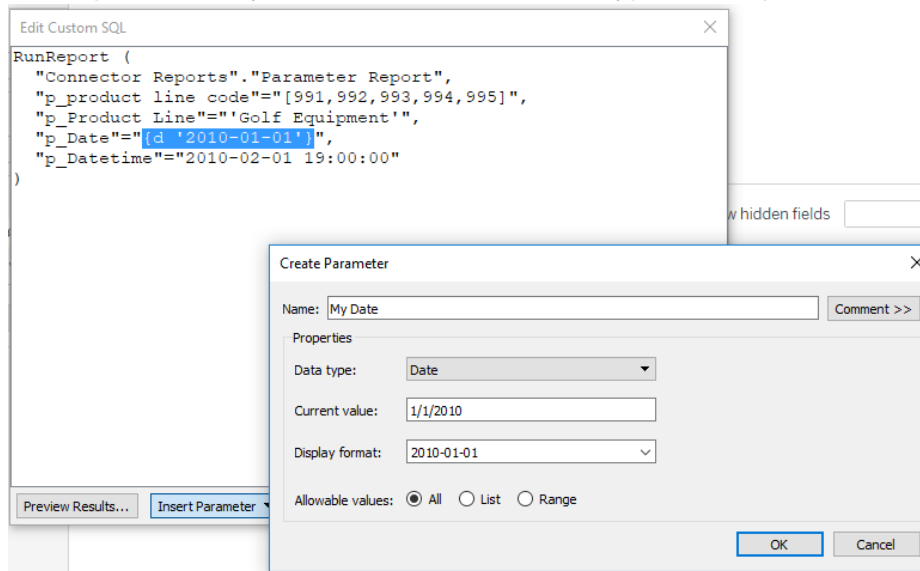 Edit Custom SQL
RunReport (
"Connector Reports"."Parameter Report",
"p_product line code"="[991,992,993,994,995]",
"p_Product Line"="'Golf Equipment'",
"p_Date"="{d '2010-01-01'}",
"p_Datetime"="2010-02-01 19:00:00"
)
hidden fields
Create Parameter
Name: My Date Comment >>
Properties
Data type: Date
Current value: 1/1/2010
Display format: 2010-01-01
Allowable values: All List Range
Preview Results... Insert Parameter
OK Cancel